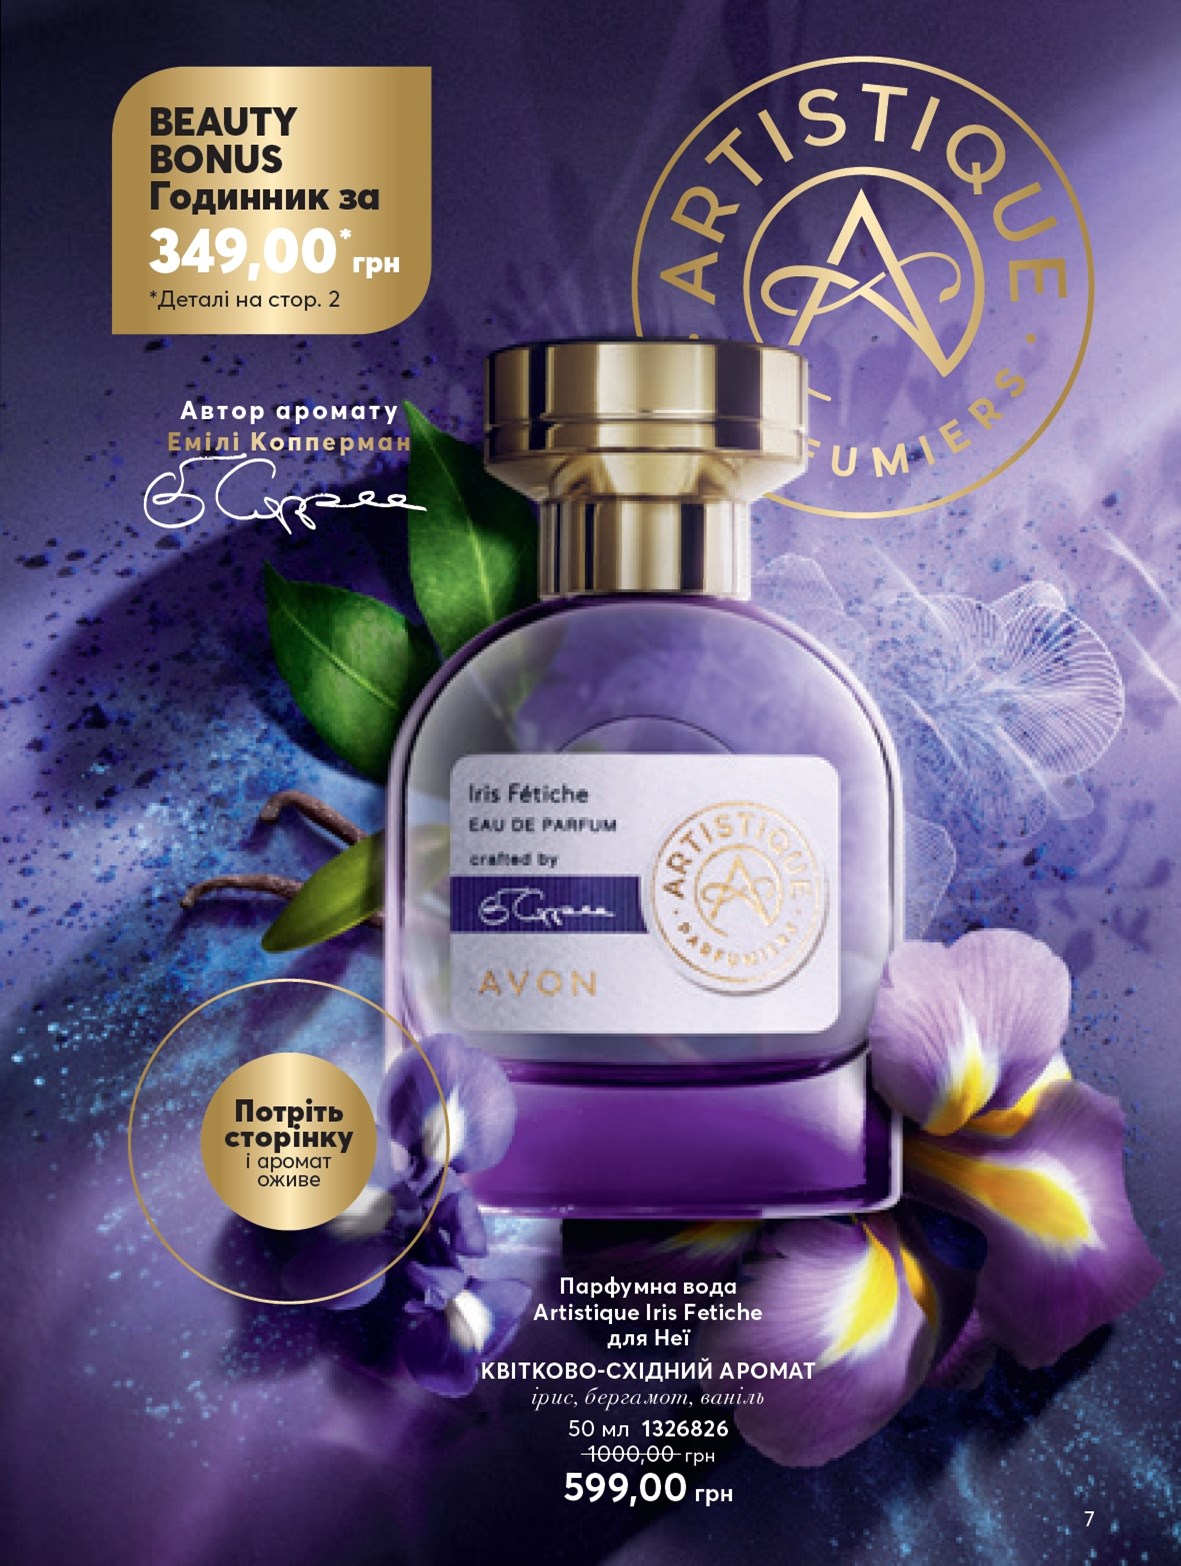 BEAUTY
BONUS
Годинник за
349,00* грн
*Деталі на стор. 2
ARTISTIQUE
FUMIERS
Автор аромату
Емілі Копперман
Iris Fétiche
EAU DE PARFUM
crafted by
ARTISTIQUE
PARFUMIERS
AVON
Потріть
сторінку
і аромат
оживе
Парфумна вода
Artistique Iris Fetiche
для Неї
КВІТКОВО-СХІДНИЙ АРОМАТ
ірис, бергамот, ваніль
50 мл 1326826
1000,00 грн
599,00 грн
7